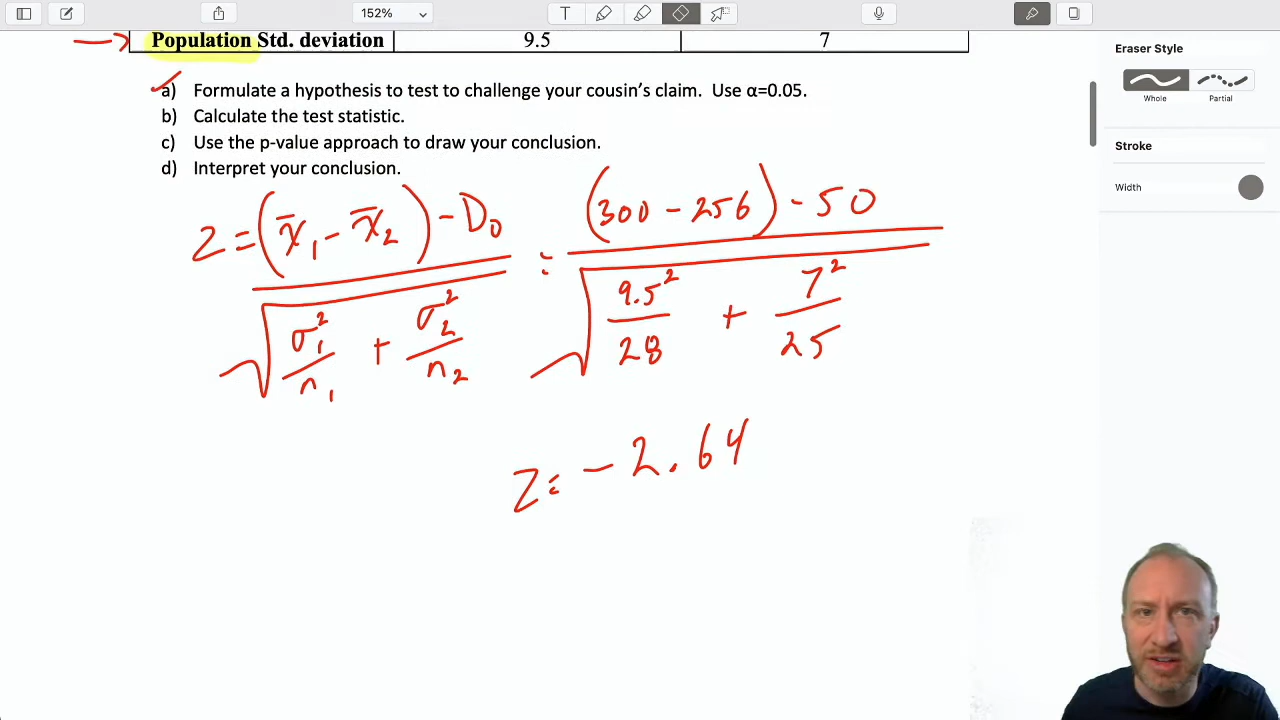 152%
T
Population Std. deviation 9.5 7
a) Formulate a hypothesis to test to challenge your cousin's claim. Use α=0.05.
b) Calculate the test statistic.
c) Use the p-value approach to draw your conclusion.
d) Interpret your conclusion.
Z = (x̄₁ - x̄₂) - D₀ / √(σ₁²/n₁ + σ₂²/n₂) = (300 - 256) - 50 / √(9.5²/28 + 7²/25)
Z = -2.64
Eraser Style
Whole Partial
Stroke
Width